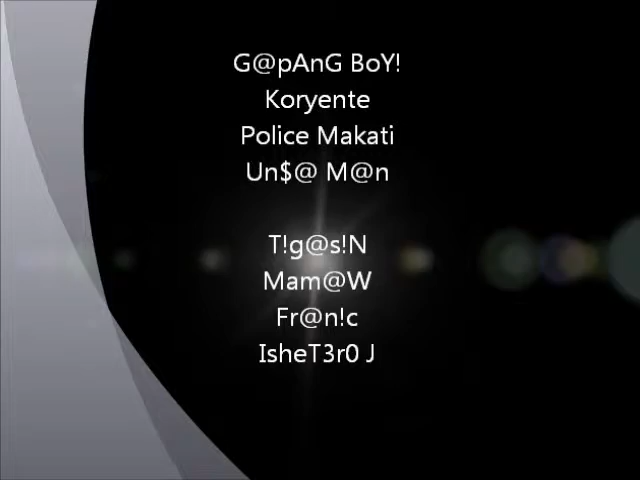 G@pAnG BoY!
Koryente
Police Makati
Un$@ M@n
T!g@s!N
Mam@W
Fr@n!c
IsheT3r0 J